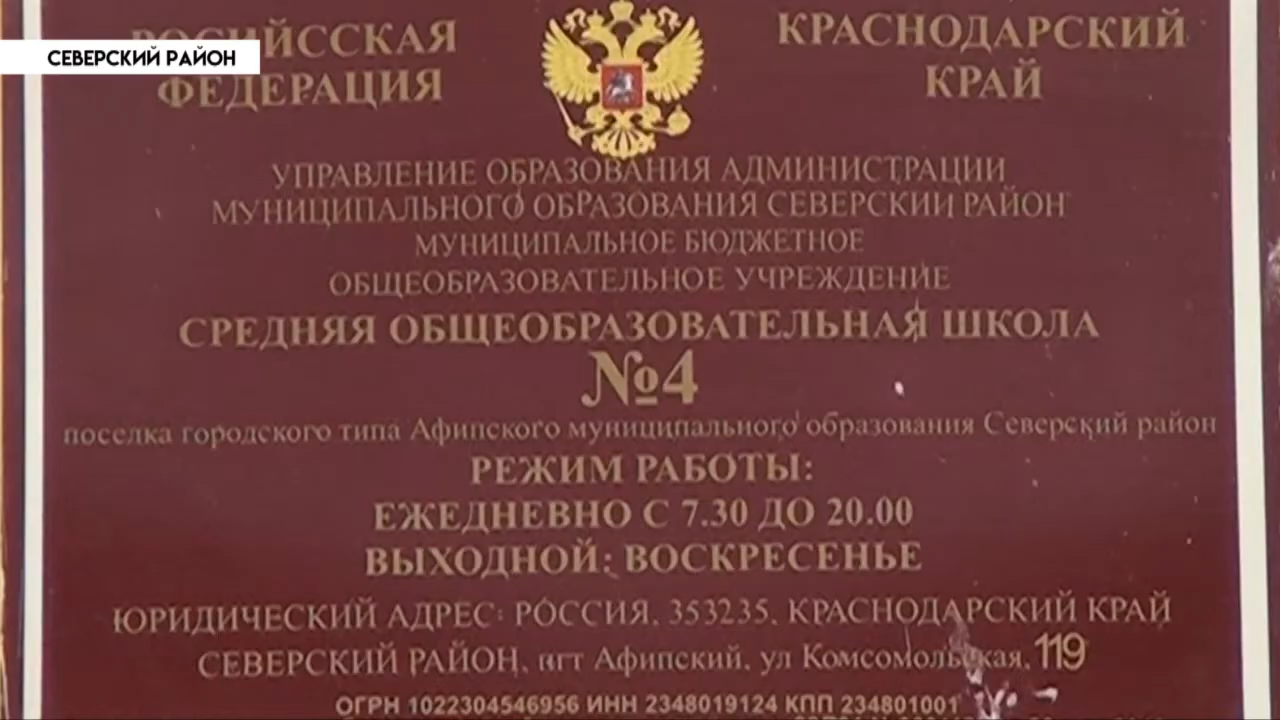 СЕВЕРСКИЙ РАЙОН
РОССИЙССКАЯ
ФЕДЕРАЦИЯ
КРАСНОДАРСКИЙ
КРАЙ
УПРАВЛЕНИЕ ОБРАЗОВАНИЯ АДМИНИСТРАЦИИ
МУНИЦИПАЛЬНОГО ОБРАЗОВАНИЯ СЕВЕРСКИИ РАЙОН
МУНИЦИПАЛЬНОЕ БЮДЖЕТНОЕ
ОБЩЕОБРАЗОВАТЕЛЬНОЕ УЧРЕЖДЕНИЕ
СРЕДНЯЯ ОБЩЕОБРАЗОВАТЕЛЬНАЯ ШКОЛА
№4
поселка городского типа Афипского муниципального образования Северский район
РЕЖИМ РАБОТЫ:
ЕЖЕДНЕВНО С 7.30 ДО 20.00
ВЫХОДНОЙ: ВОСКРЕСЕНЬЕ
ЮРИДИЧЕСКИЙ АДРЕС: РОССИЯ, 353235, КРАСНОДАРСКИЙ КРАЙ
СЕВЕРСКИЙ РАЙОН, пгт Афипский, ул Комсомольская, 119
ОГРН 1022304546956 ИНН 2348019124 КПП 234801001